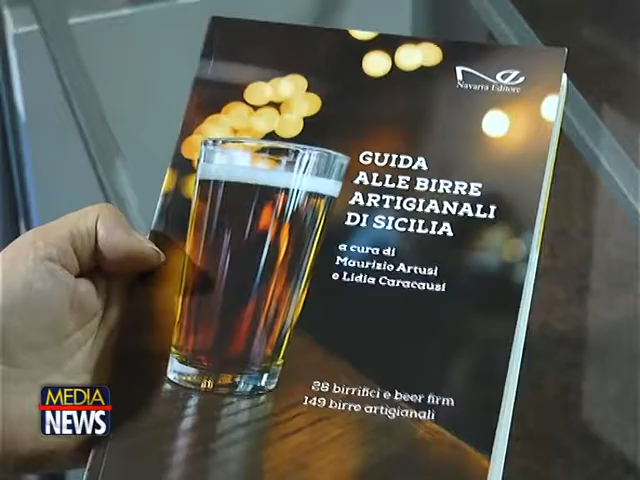 Navarra Editore
GUIDA
ALLE BIRRE
ARTIGIANALI
DI SICILIA
a cura di
Maurizio Artusi
e Lidia Caracausi
28 birrifici e beer firm
149 birre artigianali
MEDIA
NEWS